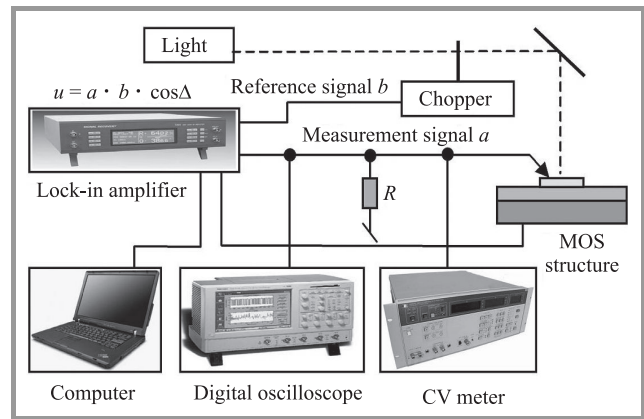 Light
u = a · b · cosΔ
Reference signal b
Chopper
Measurement signal a
Lock-in amplifier
R
MOS
structure
Computer
Digital oscilloscope
CV meter